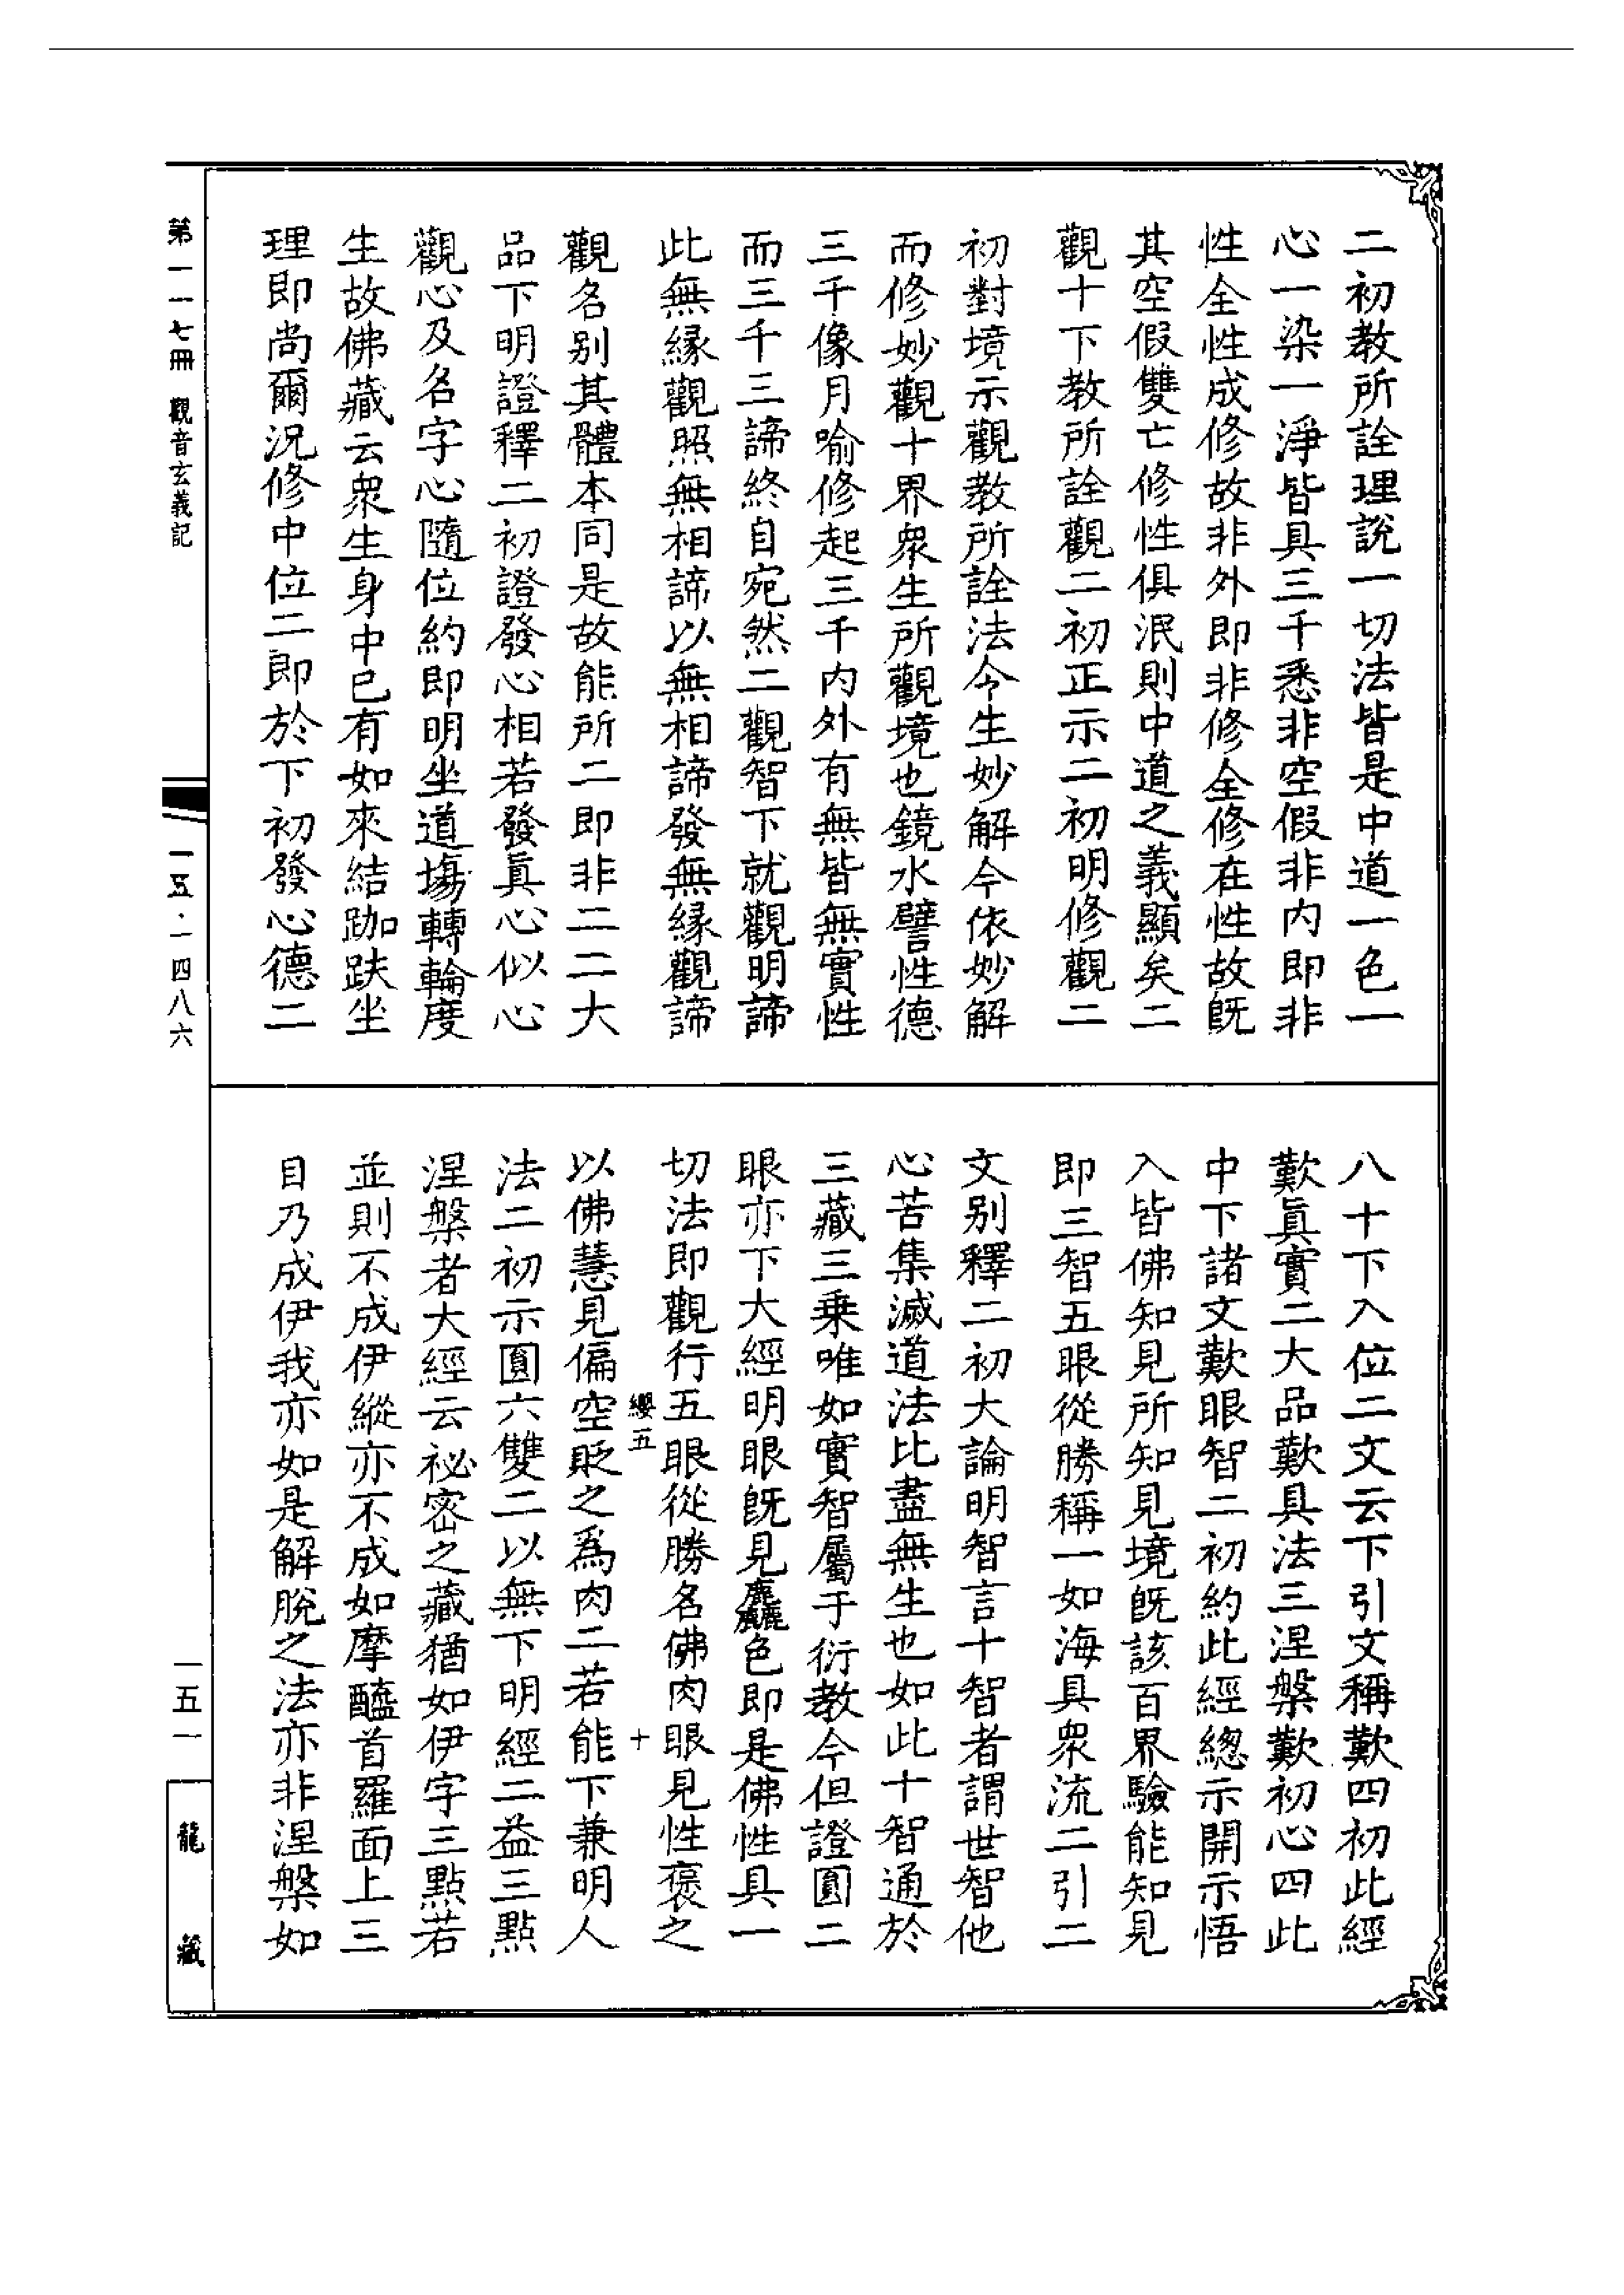 二初教所詮理說一切法皆是中道一色一
心一染一淨皆具三千悉非空假非內即非
性全性成修故非外即非修全修在性故旣
其空假雙亡修性俱泯則中道之義顯矣二
觀十下教所詮觀二初正示二初明修觀二
初對境示觀教所詮法令生妙解今依妙解
而修妙觀十界衆生所觀境也鏡水譬性德
三千像月喻修起三千內外有無皆無實性
而三千三諦終自宛然二觀智下就觀明諦
此無緣觀照無相諦以無相諦發無緣觀諦
觀名别其體本同是故能所二即非二二大
品下明證釋二初證發心相若發眞心似心
觀心及名字心隨位約即明坐道場轉輪度
生故佛藏云衆生身中已有如來結跏趺坐
理即尚爾況修中位二即於下初發心德二
八十下入位二文云下引文稱歎四初此經
歎眞實二大品歎具法三涅槃歎初心四此
中下諸文歎眼智二初約此經總示開示悟
入皆佛知見所知見境旣該百界驗能知見
即三智五眼從勝稱一如海具衆流二引二
文别釋二初大論明智言十智者謂世智他
心苦集滅道法比盡無生也如此十智通於
三藏三乗唯如實智屬于衍教今但證圓二
眼亦下大經明眼旣見麤色即是佛性具一
切法即觀行五眼從勝名佛肉眼見性褒之
纓五 十
以佛慧見偏空貶之爲肉二若能下兼明人
法二初示圓六雙二以無下明經二益三點
涅槃者大經云祕密之藏猶如伊字三點若
並則不成伊縱亦不成如摩醯首羅面上三
目乃成伊我亦如是解脫之法亦非涅槃如
第一一七冊 觀音玄義記
一五·一四八六
一五一
龍藏